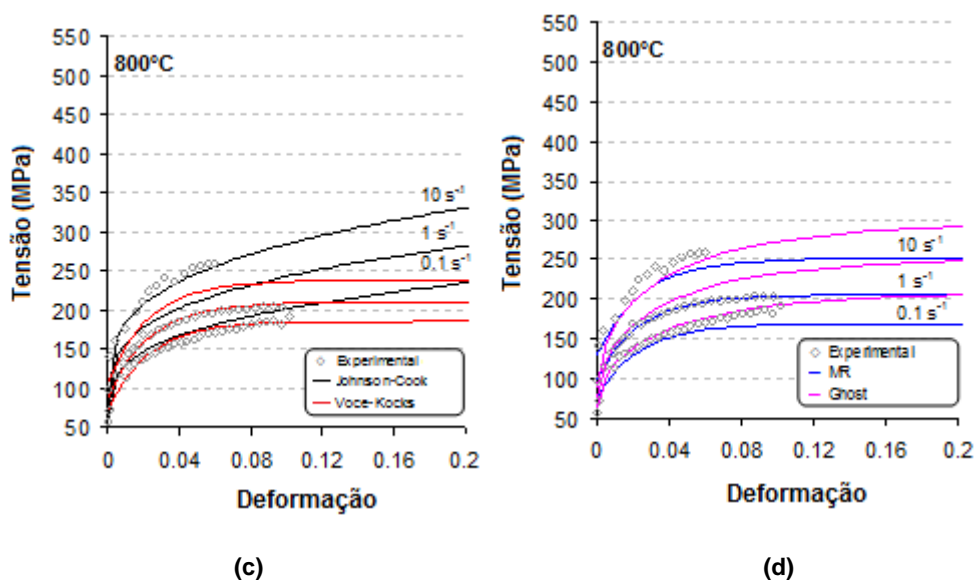 550
500
450
400
350
300
250
200
150
100
50
Tensão (MPa)
800ºC
10 s⁻¹
1 s⁻¹
0.1 s⁻¹
Experimental
Johnson-Cook
Voce-Kocks
0
0.04
0.08
0.12
0.16
0.2
Deformação
(c)
550
500
450
400
350
300
250
200
150
100
50
Tensão (MPa)
800ºC
10 s⁻¹
1 s⁻¹
0.1 s⁻¹
Experimental
MR
Ghost
0
0.04
0.08
0.12
0.16
0.2
Deformação
(d)